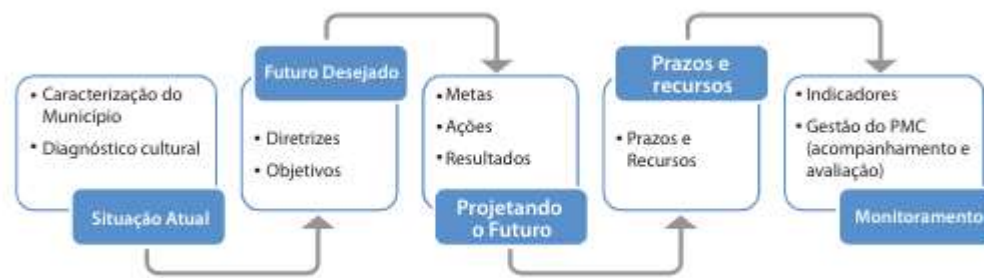 • Caracterização do
Município
• Diagnóstico cultural
Situação Atual
Futuro Desejado
• Diretrizes
• Objetivos
• Metas
• Ações
• Resultados
Projetando
o Futuro
Prazos e
recursos
• Prazos e
Recursos
• Indicadores
• Gestão do PMC
(acompanhamento e
avaliação)
Monitoramento